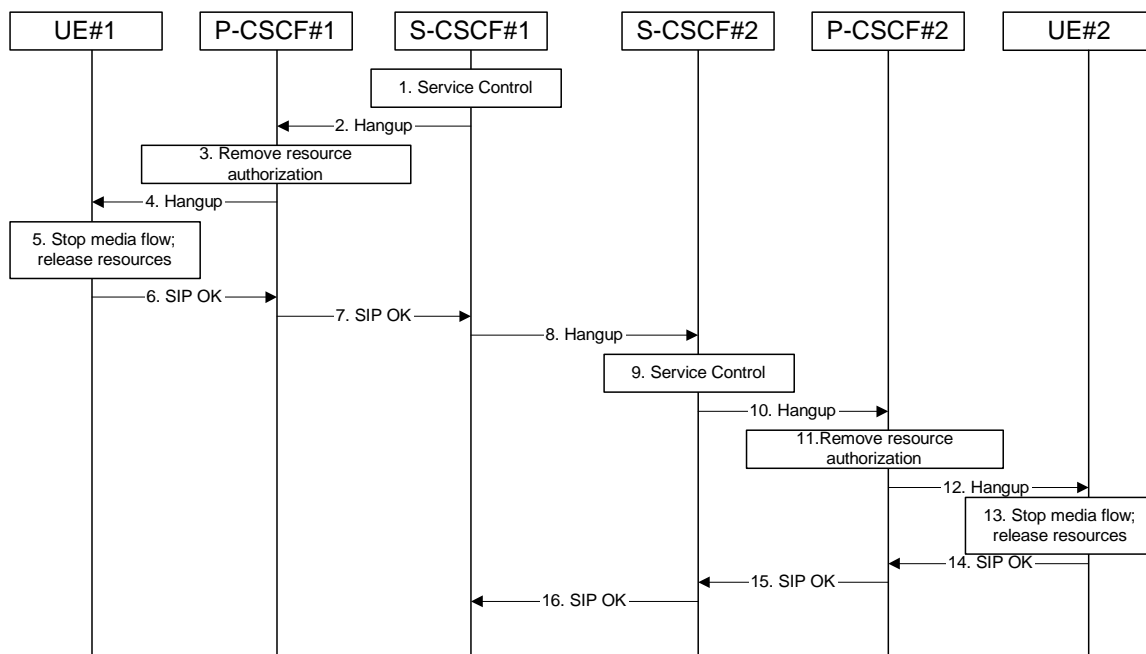 UE#1
P-CSCF#1
S-CSCF#1
S-CSCF#2
P-CSCF#2
UE#2
1. Service Control
2. Hangup
3. Remove resource
authorization
4. Hangup
5. Stop media flow;
release resources
6. SIP OK
7. SIP OK
8. Hangup
9. Service Control
10. Hangup
11.Remove resource
authorization
12. Hangup
13. Stop media flow;
release resources
14. SIP OK
15. SIP OK
16. SIP OK